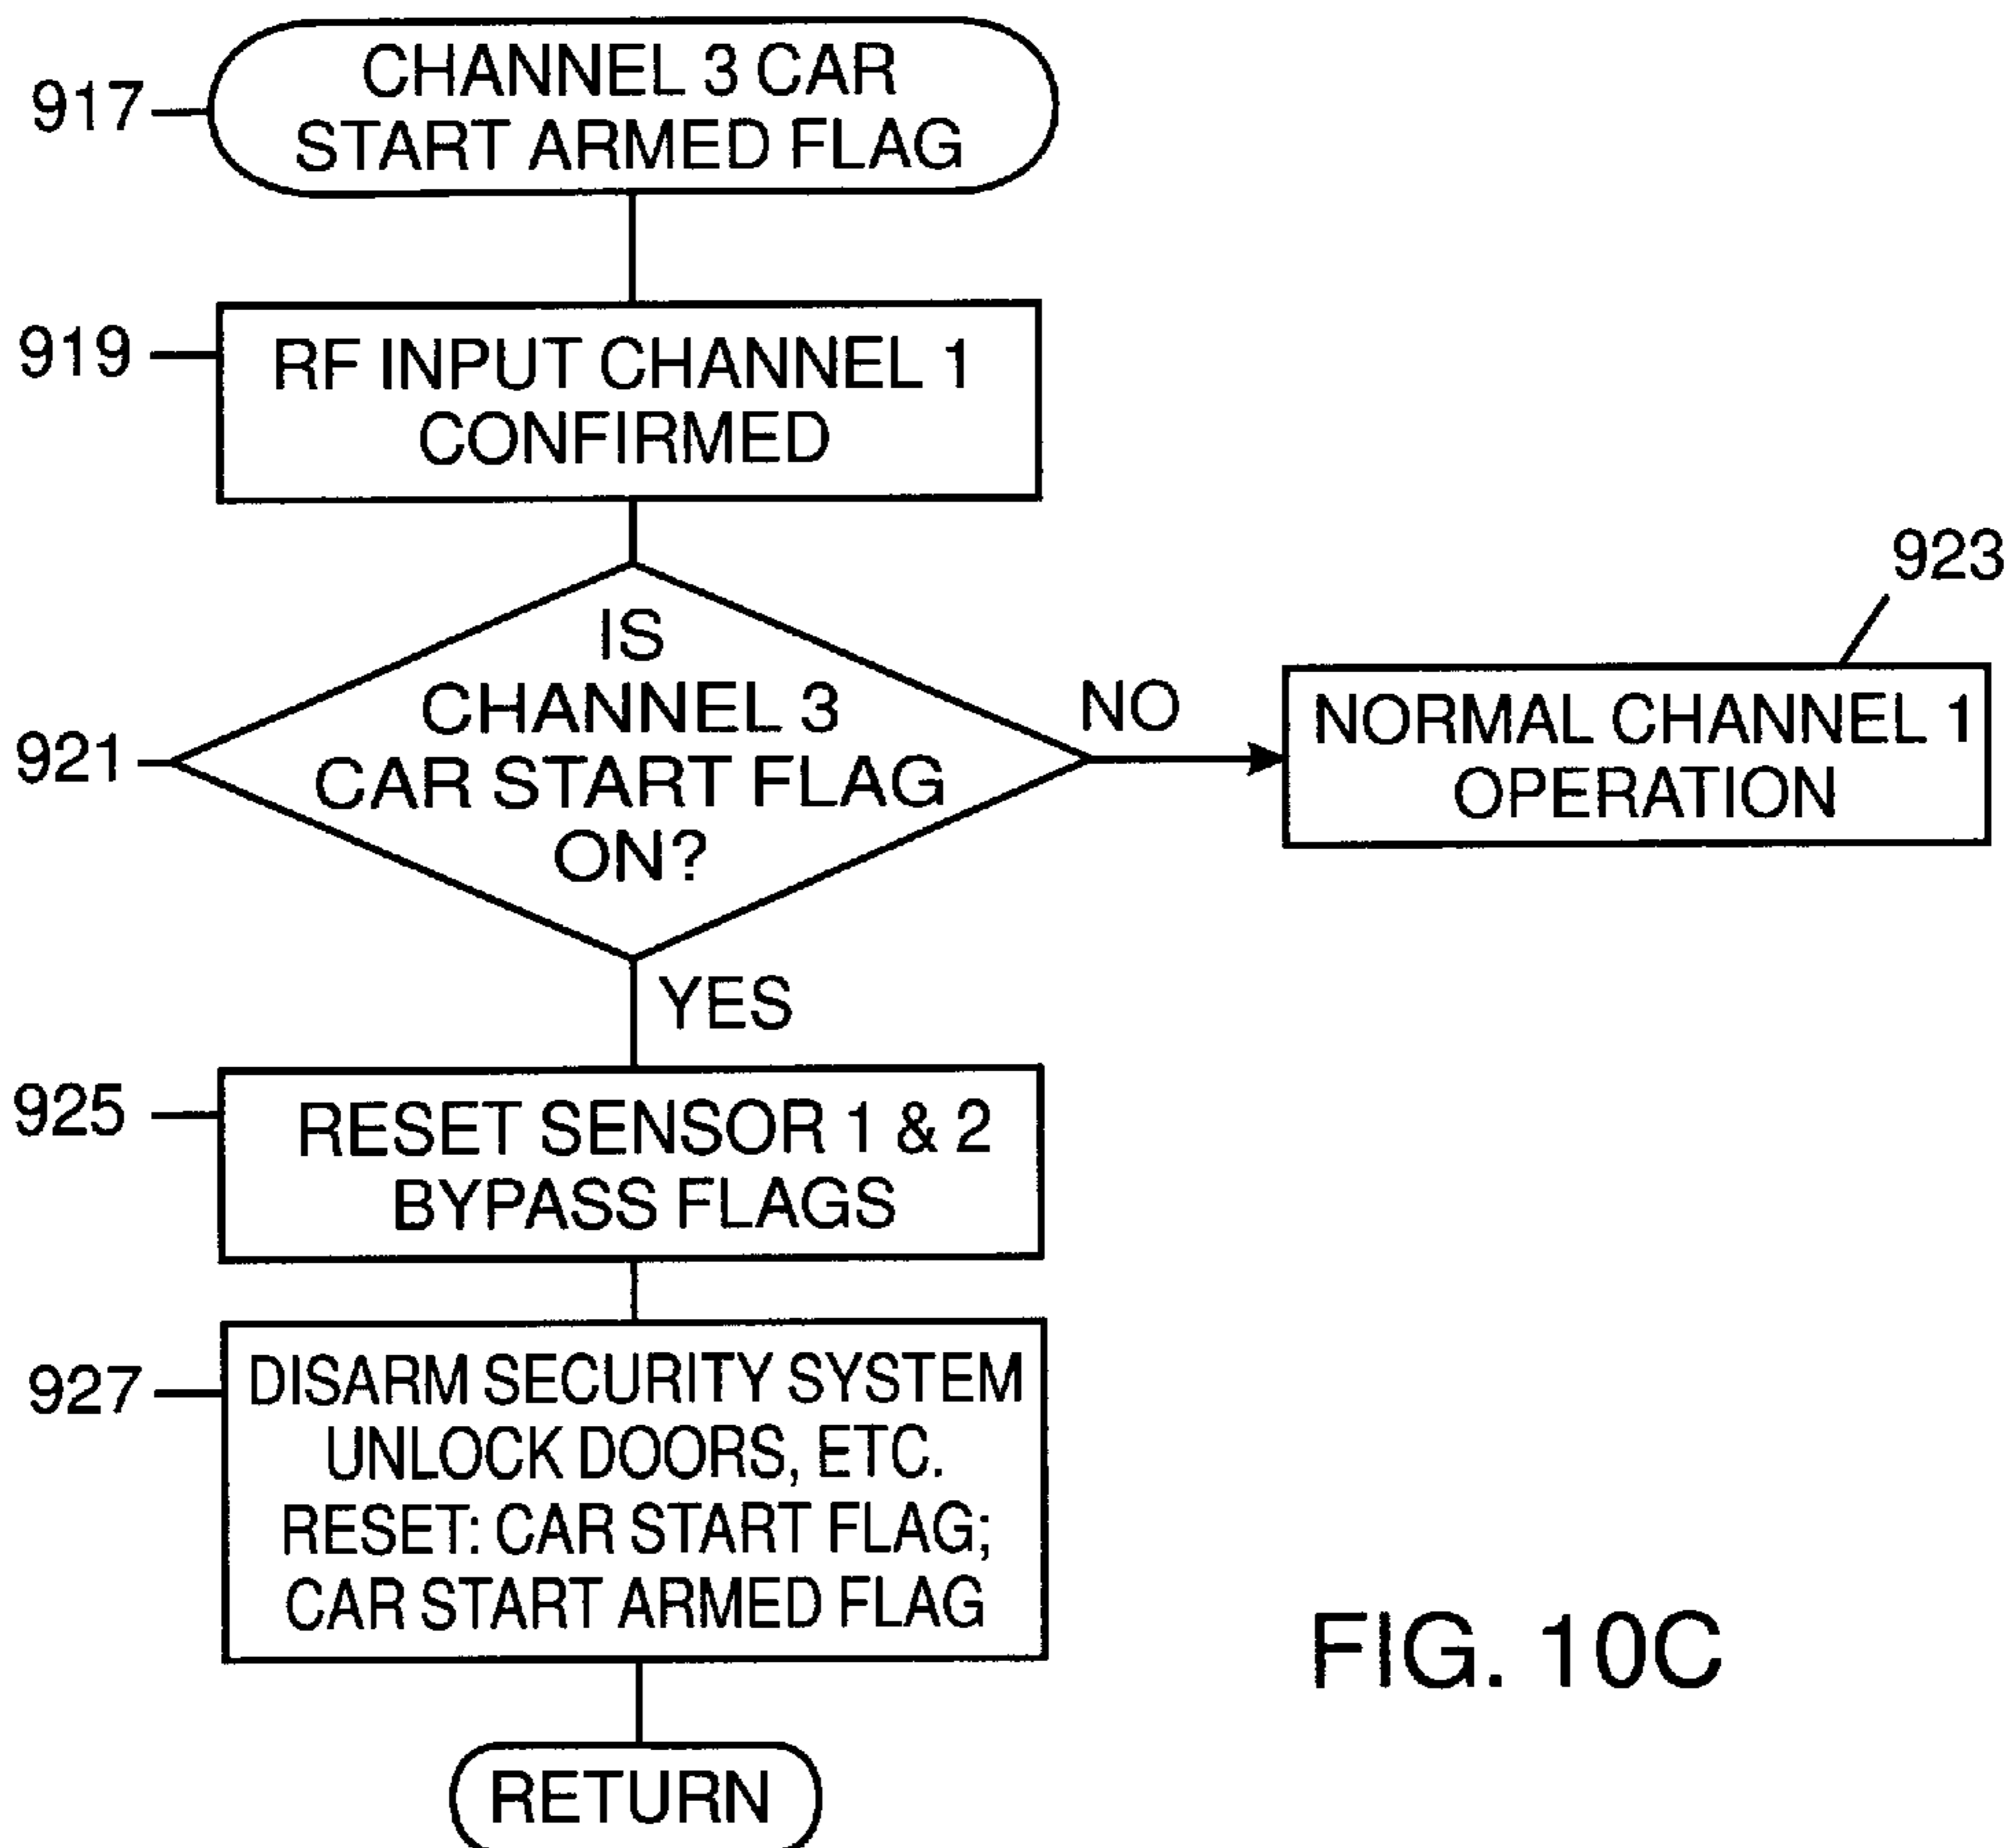 917
CHANNEL 3 CAR
START ARMED FLAG
919
RF INPUT CHANNEL 1
CONFIRMED
921
IS
CHANNEL 3
CAR START FLAG
ON?
NO
923
NORMAL CHANNEL 1
OPERATION
YES
925
RESET SENSOR 1 & 2
BYPASS FLAGS
927
DISARM SECURITY SYSTEM
UNLOCK DOORS, ETC.
RESET: CAR START FLAG;
CAR START ARMED FLAG
RETURN
FIG. 10C